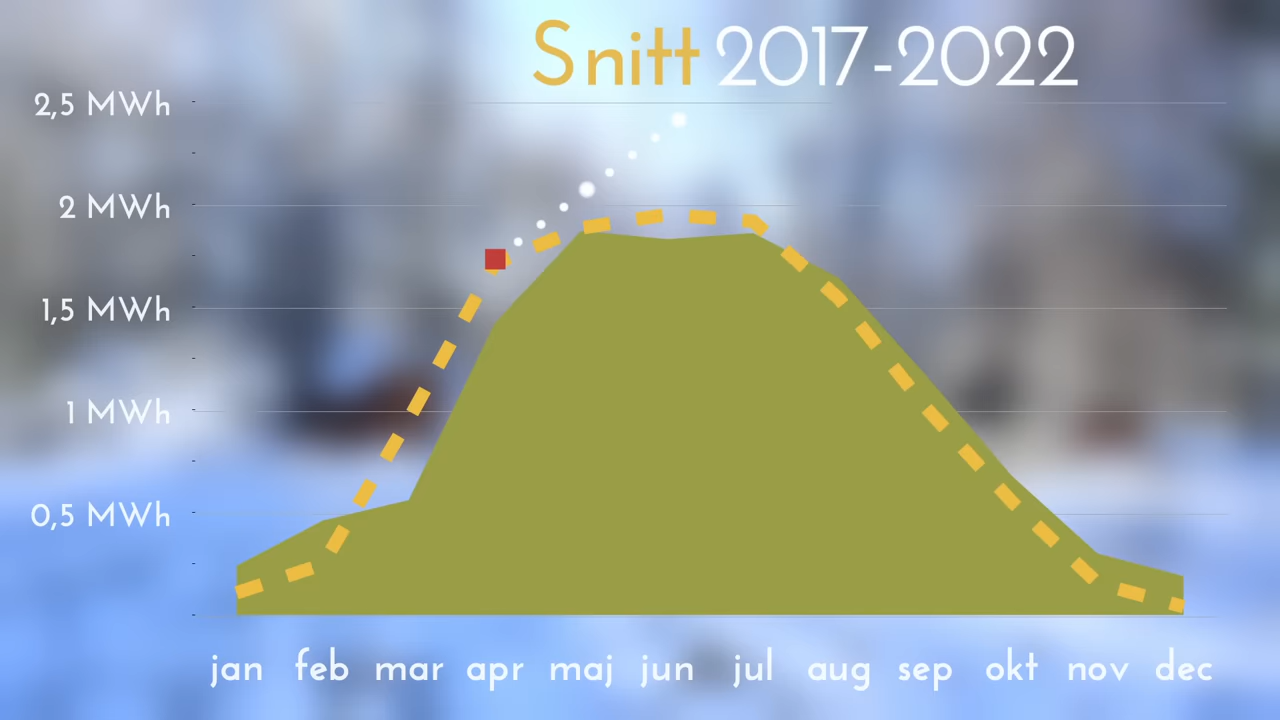 Snitt 2017-2022
2,5 MWh
2 MWh
1,5 MWh
1 MWh
0,5 MWh
jan feb mar apr maj jun jul aug sep okt nov dec